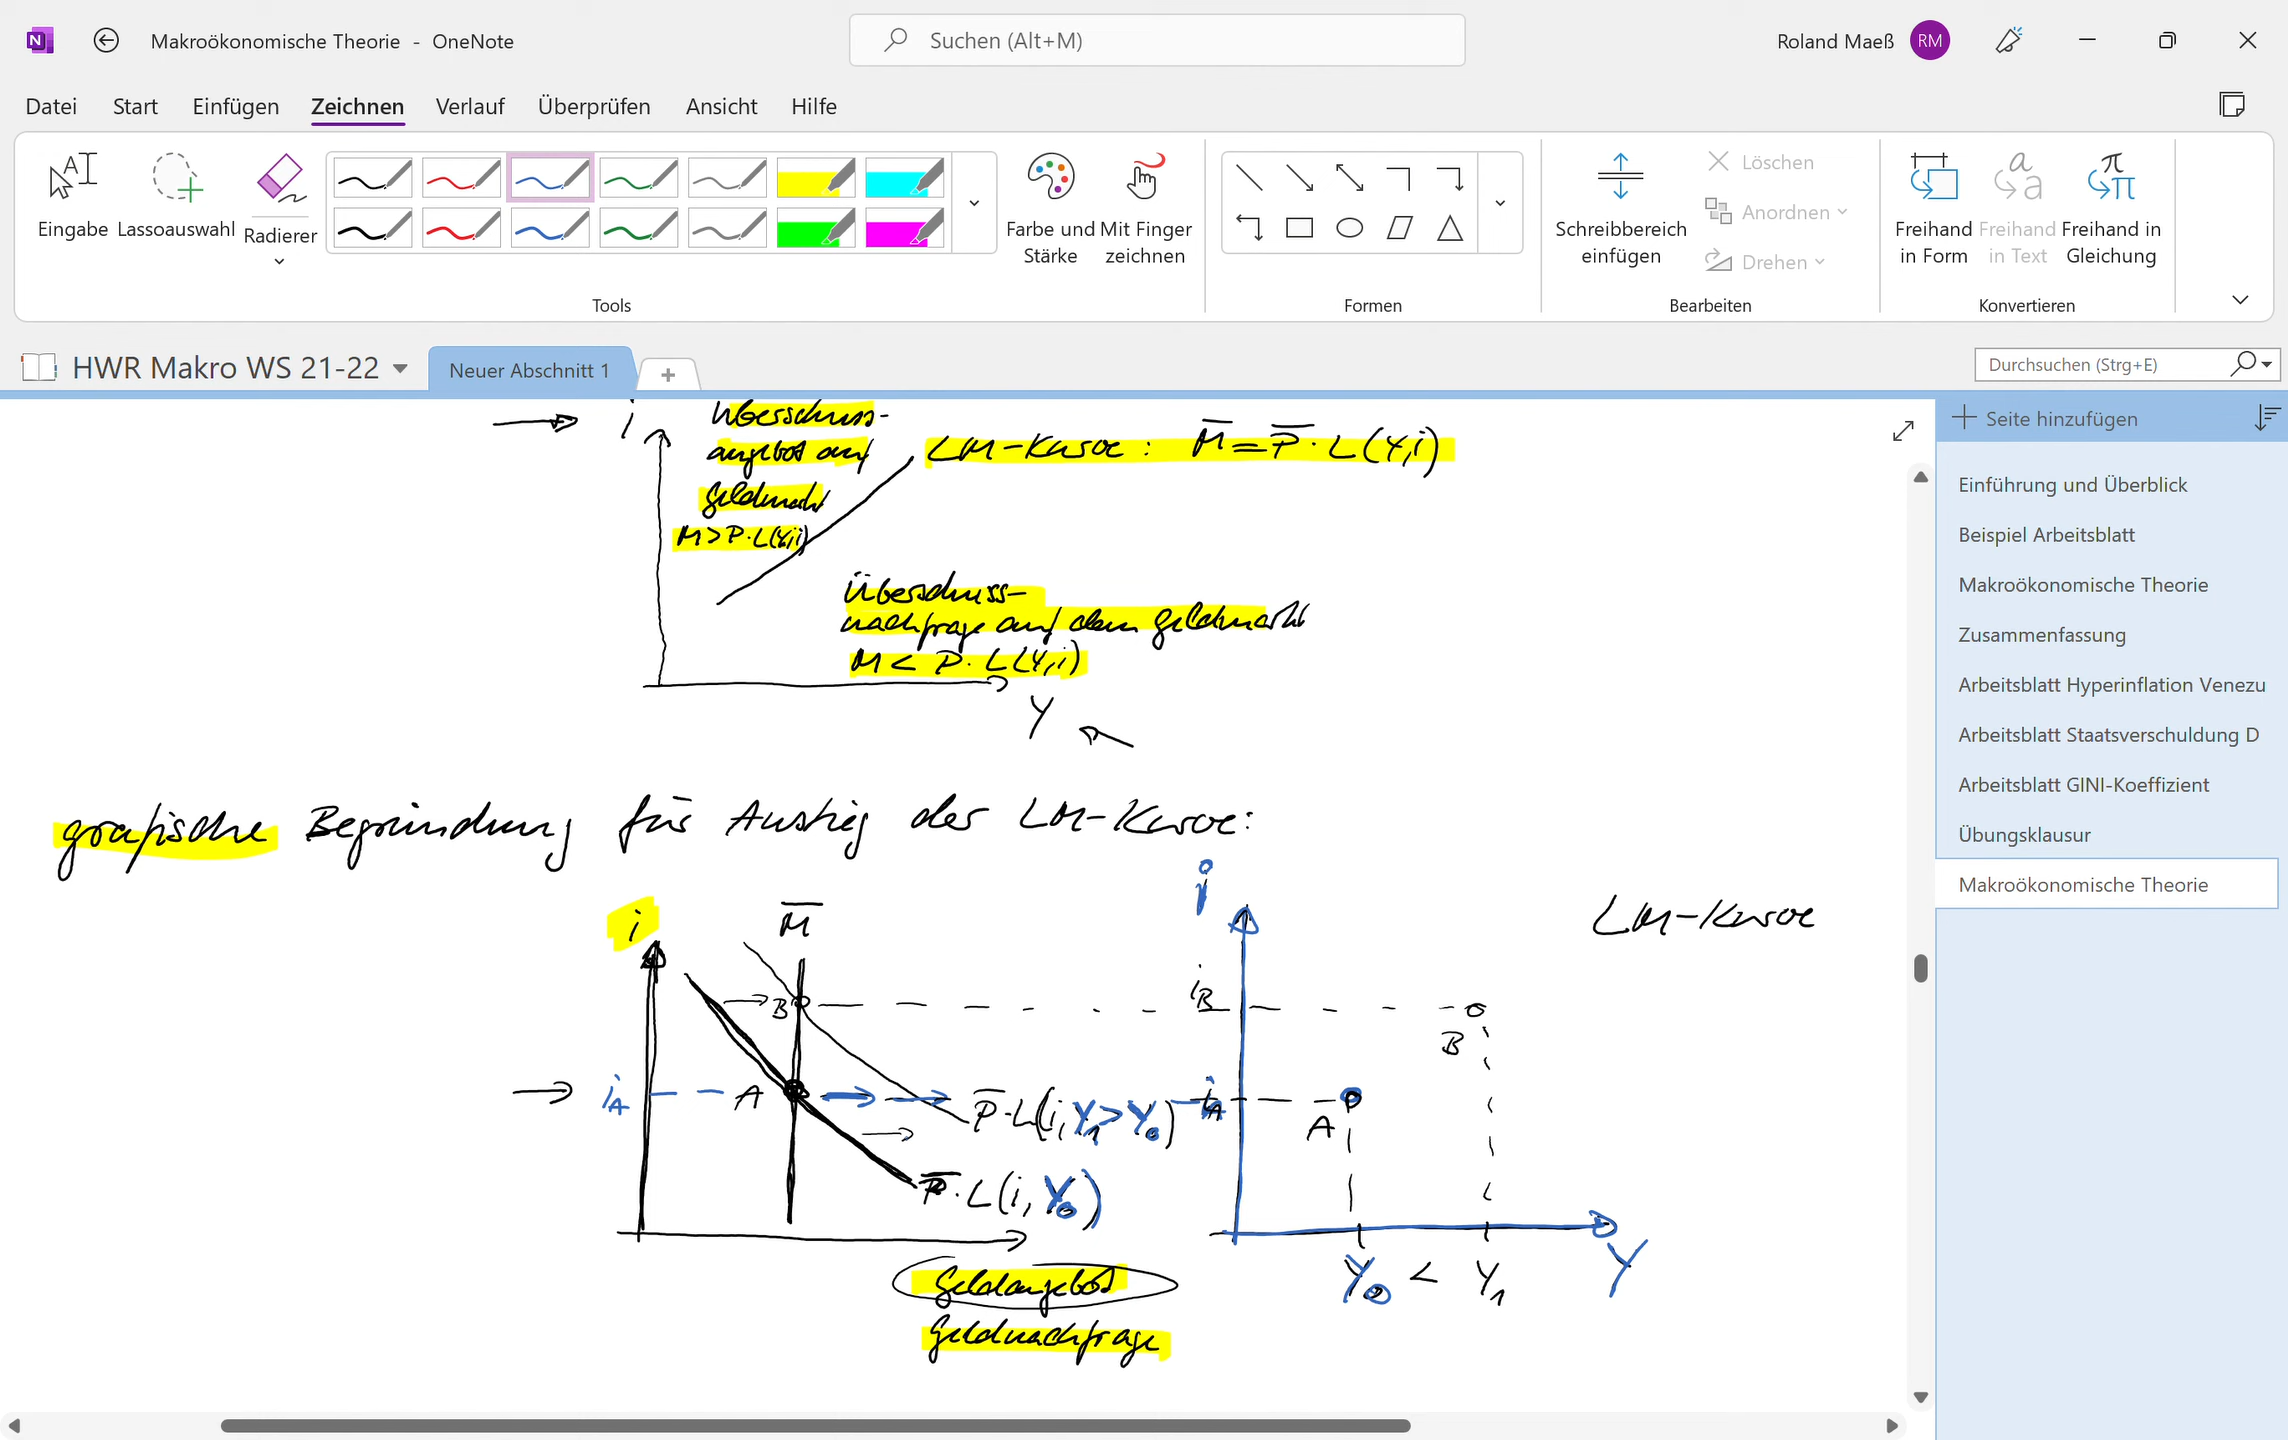 Makroökonomische Theorie - OneNote
Suchen (Alt+M)
Roland Maeß RM
Datei Start Einfügen Zeichnen Verlauf Überprüfen Ansicht Hilfe
Eingabe Lassoauswahl Radierer
Farbe und Stärke
Mit Finger zeichnen
Schreibbereich einfügen
Löschen
Anordnen
Drehen
Freihand in Form
Freihand in Text
Freihand in Gleichung
Tools Formen Bearbeiten Konvertieren
HWR Makro WS 21-22 Neuer Abschnitt 1 +
Durchsuchen (Strg+E)
Seite hinzufügen
Einführung und Überblick
Beispiel Arbeitsblatt
Makroökonomische Theorie
Zusammenfassung
Arbeitsblatt Hyperinflation Venezu
Arbeitsblatt Staatsverschuldung D
Arbeitsblatt GINI-Koeffizient
Übungsklausur
Makroökonomische Theorie
i
Überschuss-
angebot auf
Geldmarkt
M > P · L(Y,i)
LM-Kurve : M̅ = P̅ · L(Y,i)
Überschuss-
nachfrage auf dem Geldmarkt
M < P · L(Y,i)
Y
grafische Begründung für Anstieg der LM-Kurve:
i M̅
B
i_A A
P̅ · L(i, Y₁ > Y₀)
P̅ · L(i, Y₀)
Geldangebot
Geldnachfrage
i
LM-Kurve
i_B
B
i_A
A
Y₀ < Y₁ Y